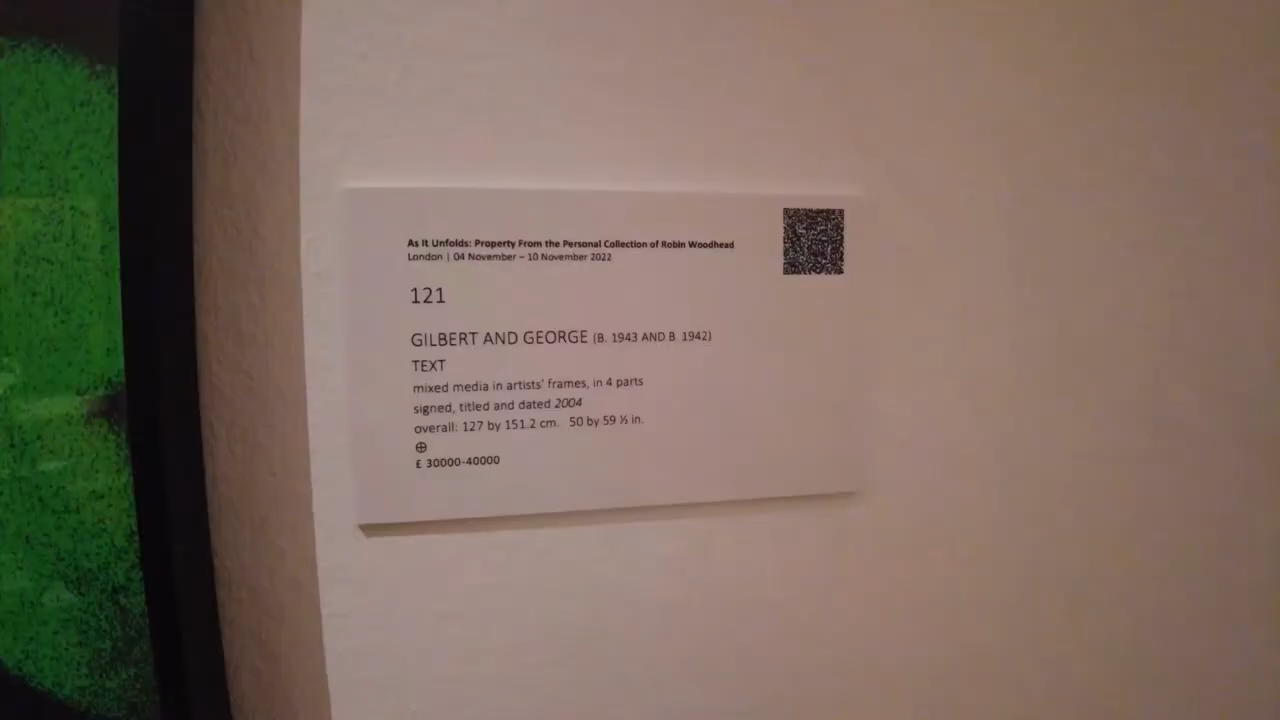 As It Unfolds: Property From the Personal Collection of Robin Woodhead
London | 04 November – 10 November 2022
121
GILBERT AND GEORGE (B. 1943 AND B 1942)
TEXT
mixed media in artists' frames, in 4 parts
signed, titled and dated 2004
overall: 127 by 151.2 cm. 50 by 59 ½ in.
⊕
£ 30000-40000